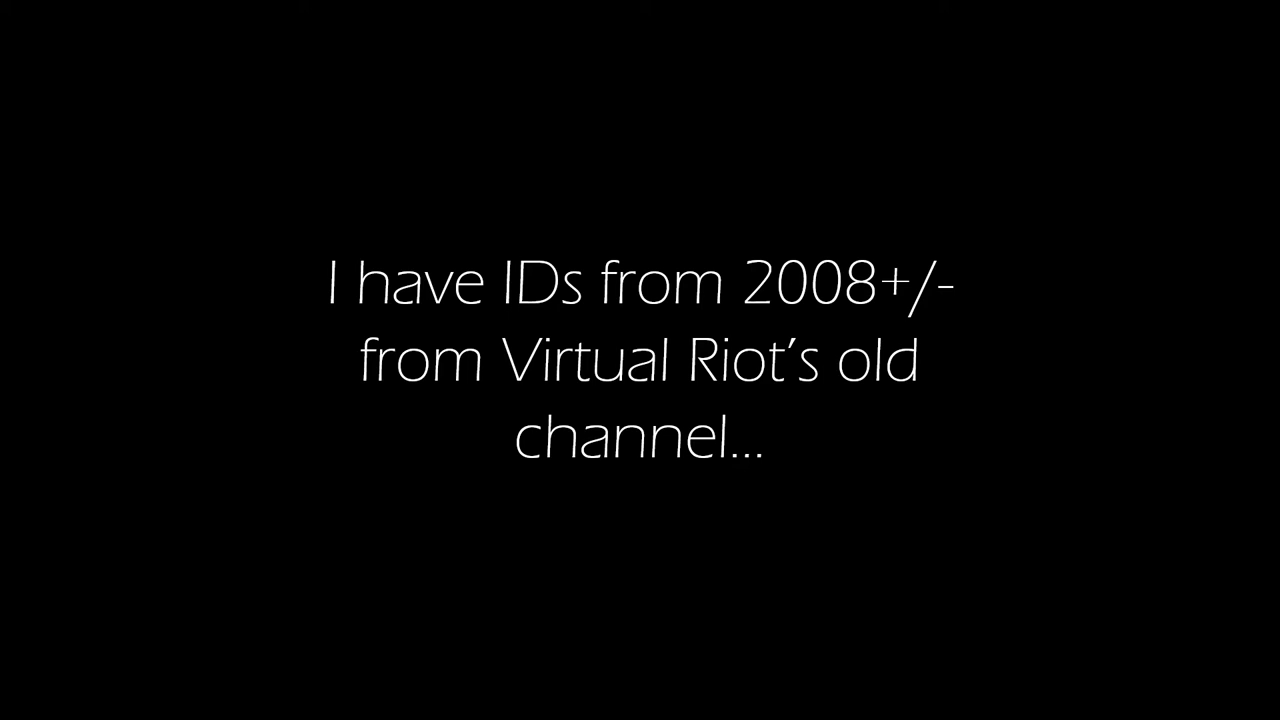 I have IDs from 2008+/-
from Virtual Riot’s old
channel...